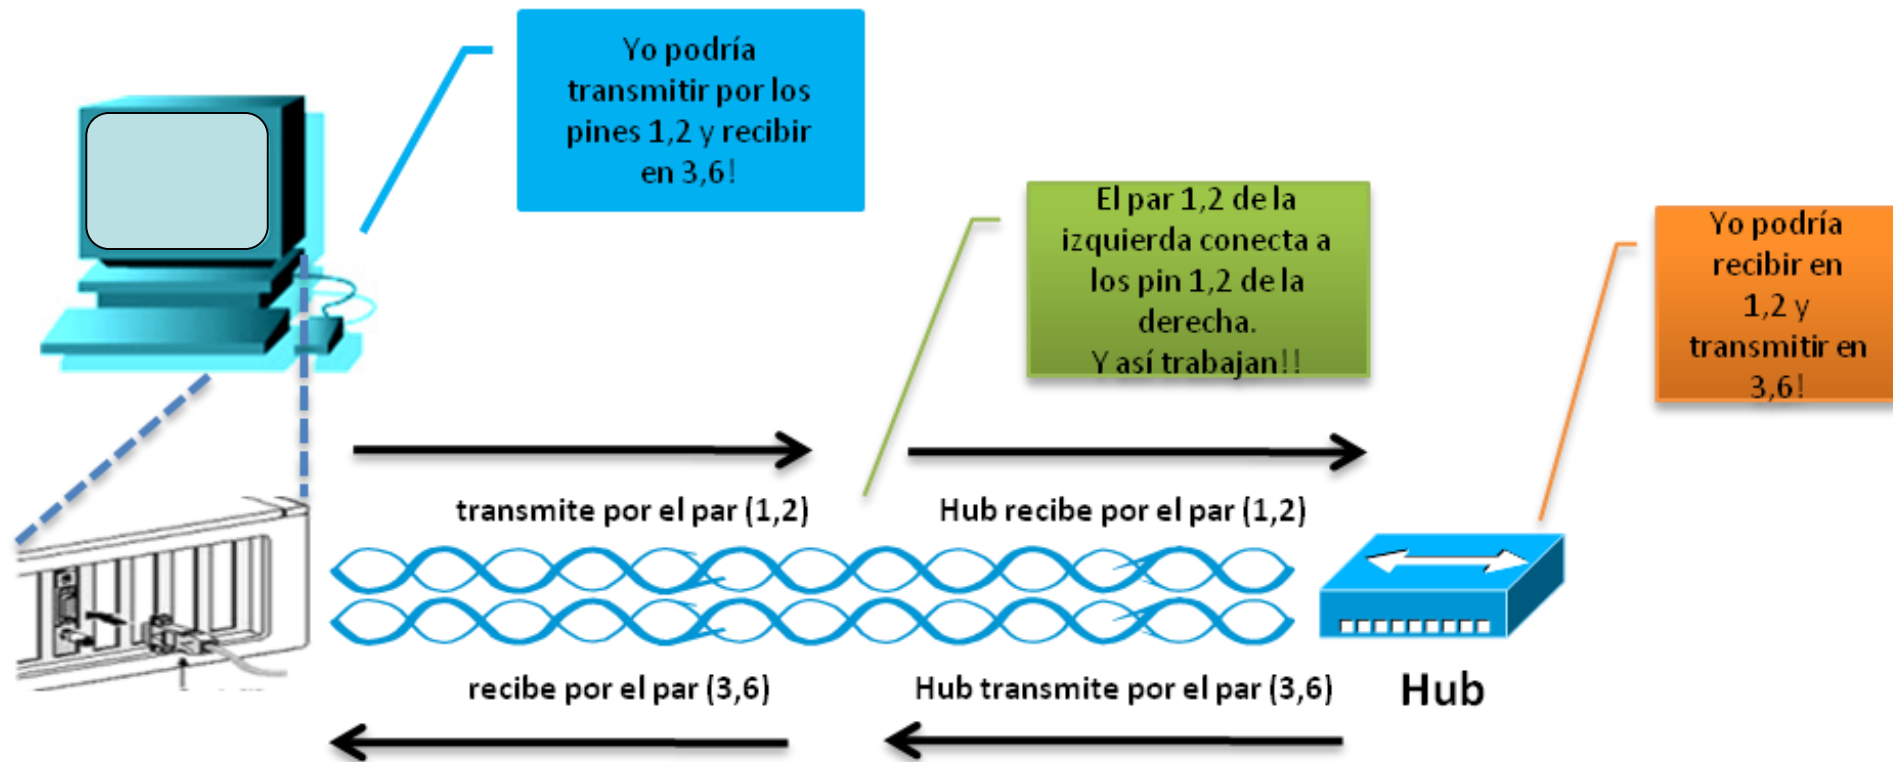 Yo podría
transmitir por los
pines 1,2 y recibir
en 3,6!
El par 1,2 de la
izquierda conecta a
los pin 1,2 de la
derecha.
Y así trabajan!!
Yo podría
recibir en
1,2 y
transmitir en
3,6!
transmite por el par (1,2)
Hub recibe por el par (1,2)
recibe por el par (3,6)
Hub transmite por el par (3,6)
Hub